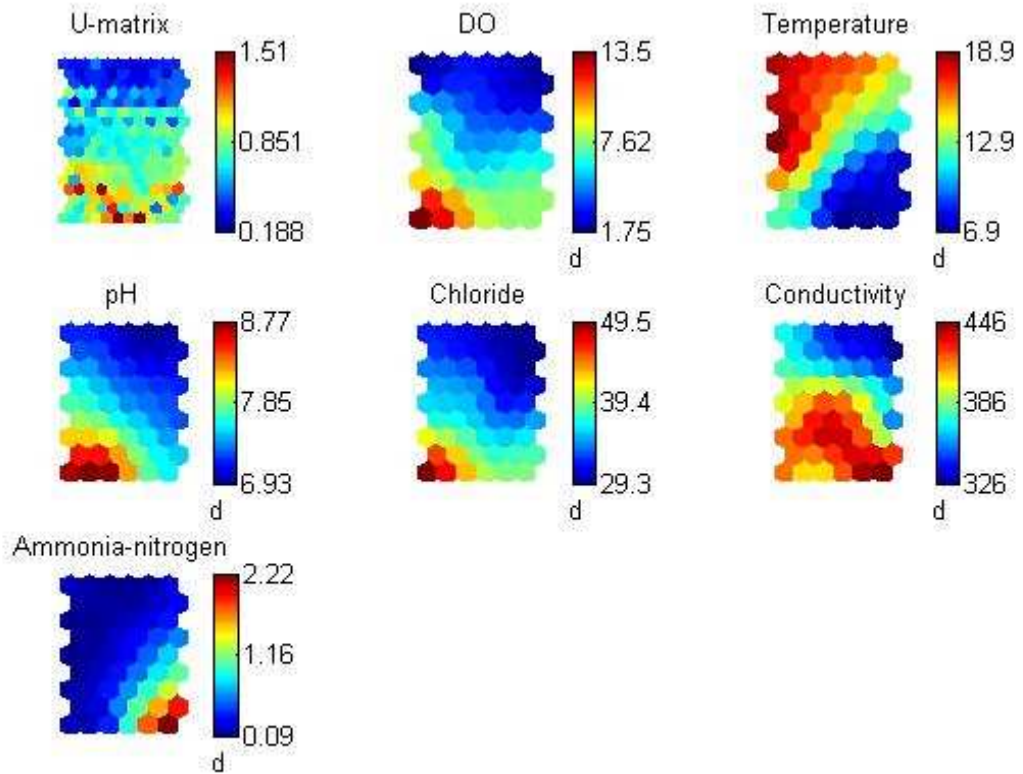 U-matrix
1.51
0.851
0.188
DO
13.5
7.62
1.75
d
Temperature
18.9
12.9
6.9
d
pH
8.77
7.85
6.93
d
Chloride
49.5
39.4
29.3
d
Conductivity
446
386
326
d
Ammonia-nitrogen
2.22
1.16
0.09
d